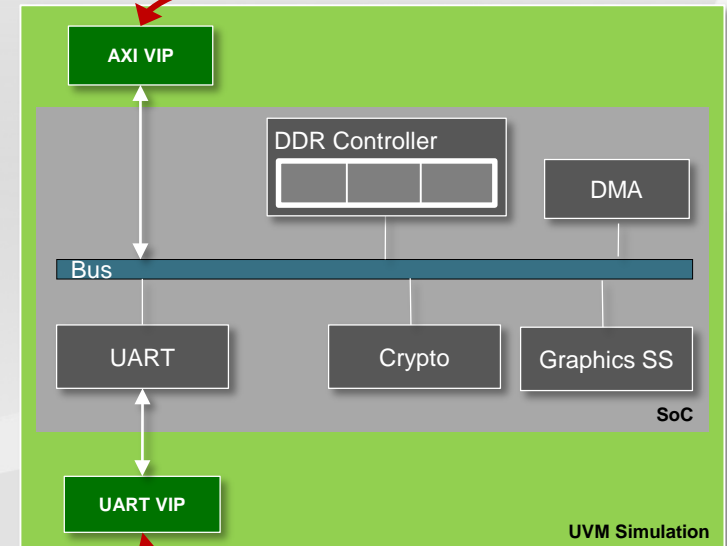 AXI VIP
DDR Controller
DMA
Bus
UART
Crypto
Graphics SS
SoC
UART VIP
UVM Simulation